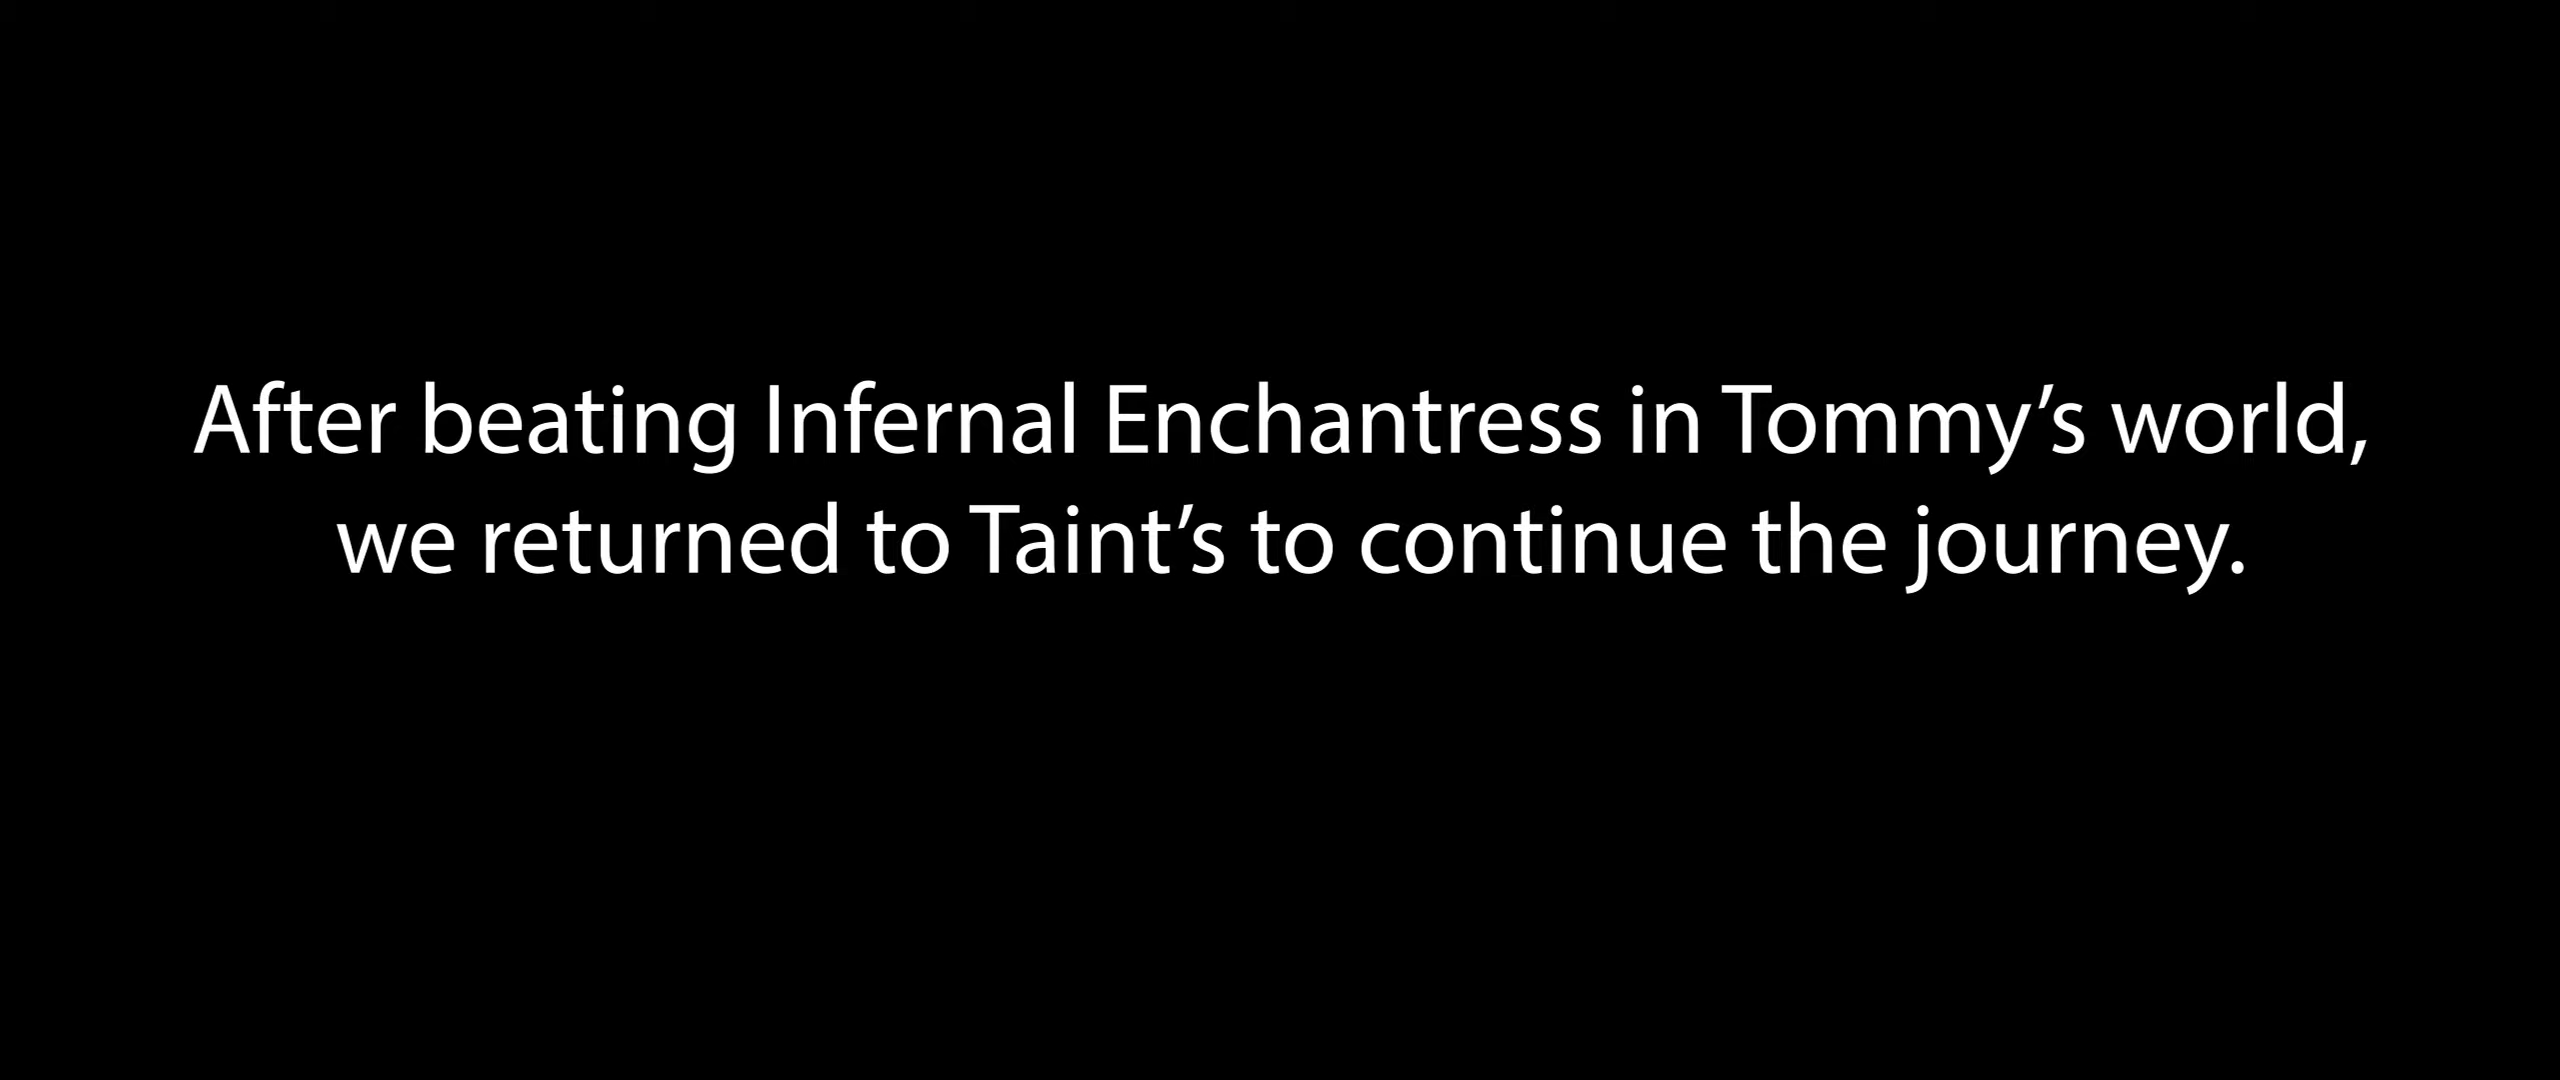 After beating Infernal Enchantress in Tommy’s world,
we returned to Taint’s to continue the journey.